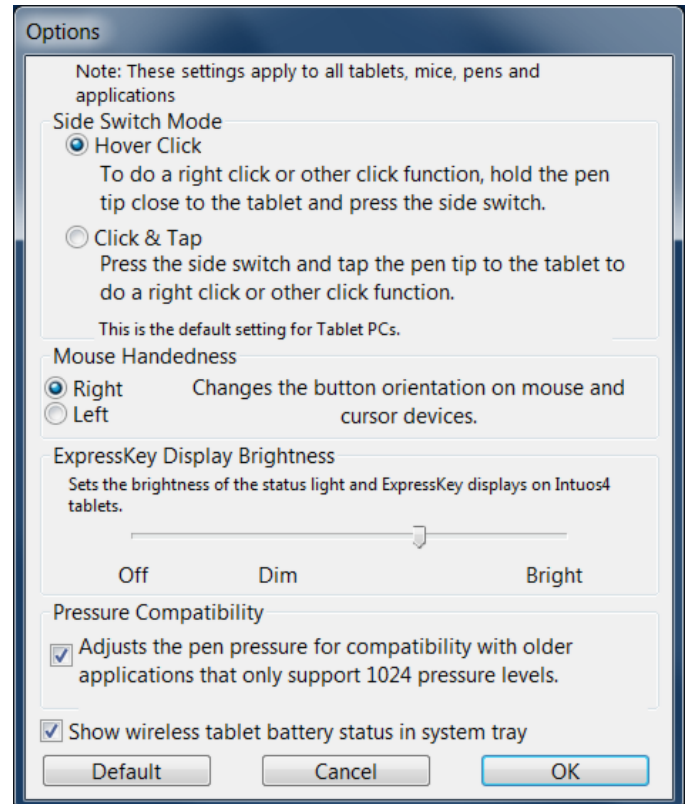 Options
Note: These settings apply to all tablets, mice, pens and
applications
Side Switch Mode
Hover Click
To do a right click or other click function, hold the pen
tip close to the tablet and press the side switch.
Click & Tap
Press the side switch and tap the pen tip to the tablet to
do a right click or other click function.
This is the default setting for Tablet PCs.
Mouse Handedness
Right
Changes the button orientation on mouse and
Left
cursor devices.
ExpressKey Display Brightness
Sets the brightness of the status light and ExpressKey displays on Intuos4
tablets.
Off Dim Bright
Pressure Compatibility
Adjusts the pen pressure for compatibility with older
applications that only support 1024 pressure levels.
Show wireless tablet battery status in system tray
Default Cancel OK